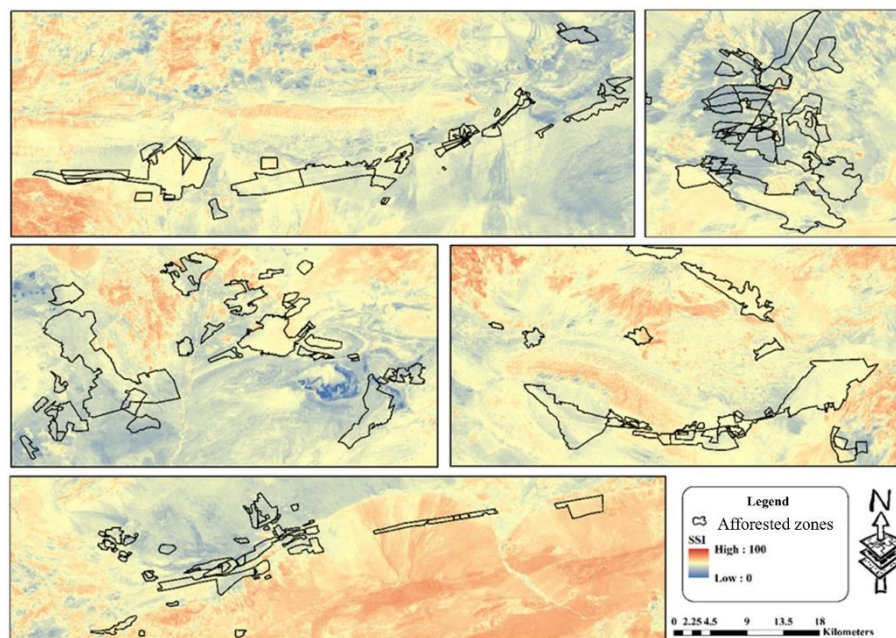 Legend
Afforested zones
SSI
High : 100
Low : 0
N
0 2.25 4.5 9 13.5 18
Kilometers